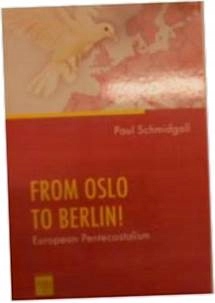 Paul Schmidgall
FROM OSLO
TO BERLIN!
European Pentecostalism